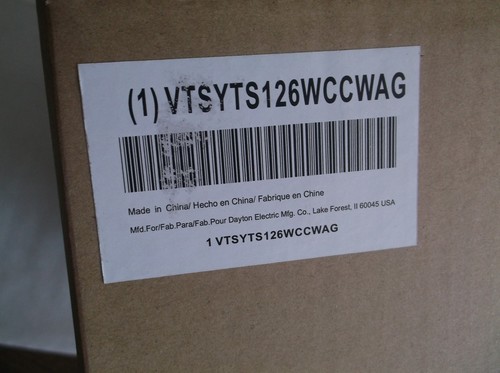 (1) VTSYTS126WCCWAG
Made in China/ Hecho en China/ Fabrique en Chine
Mfd.For/Fab.Para/Fab.Pour Dayton Electric Mfg. Co., Lake Forest, Il 60045 USA
1 VTSYTS126WCCWAG